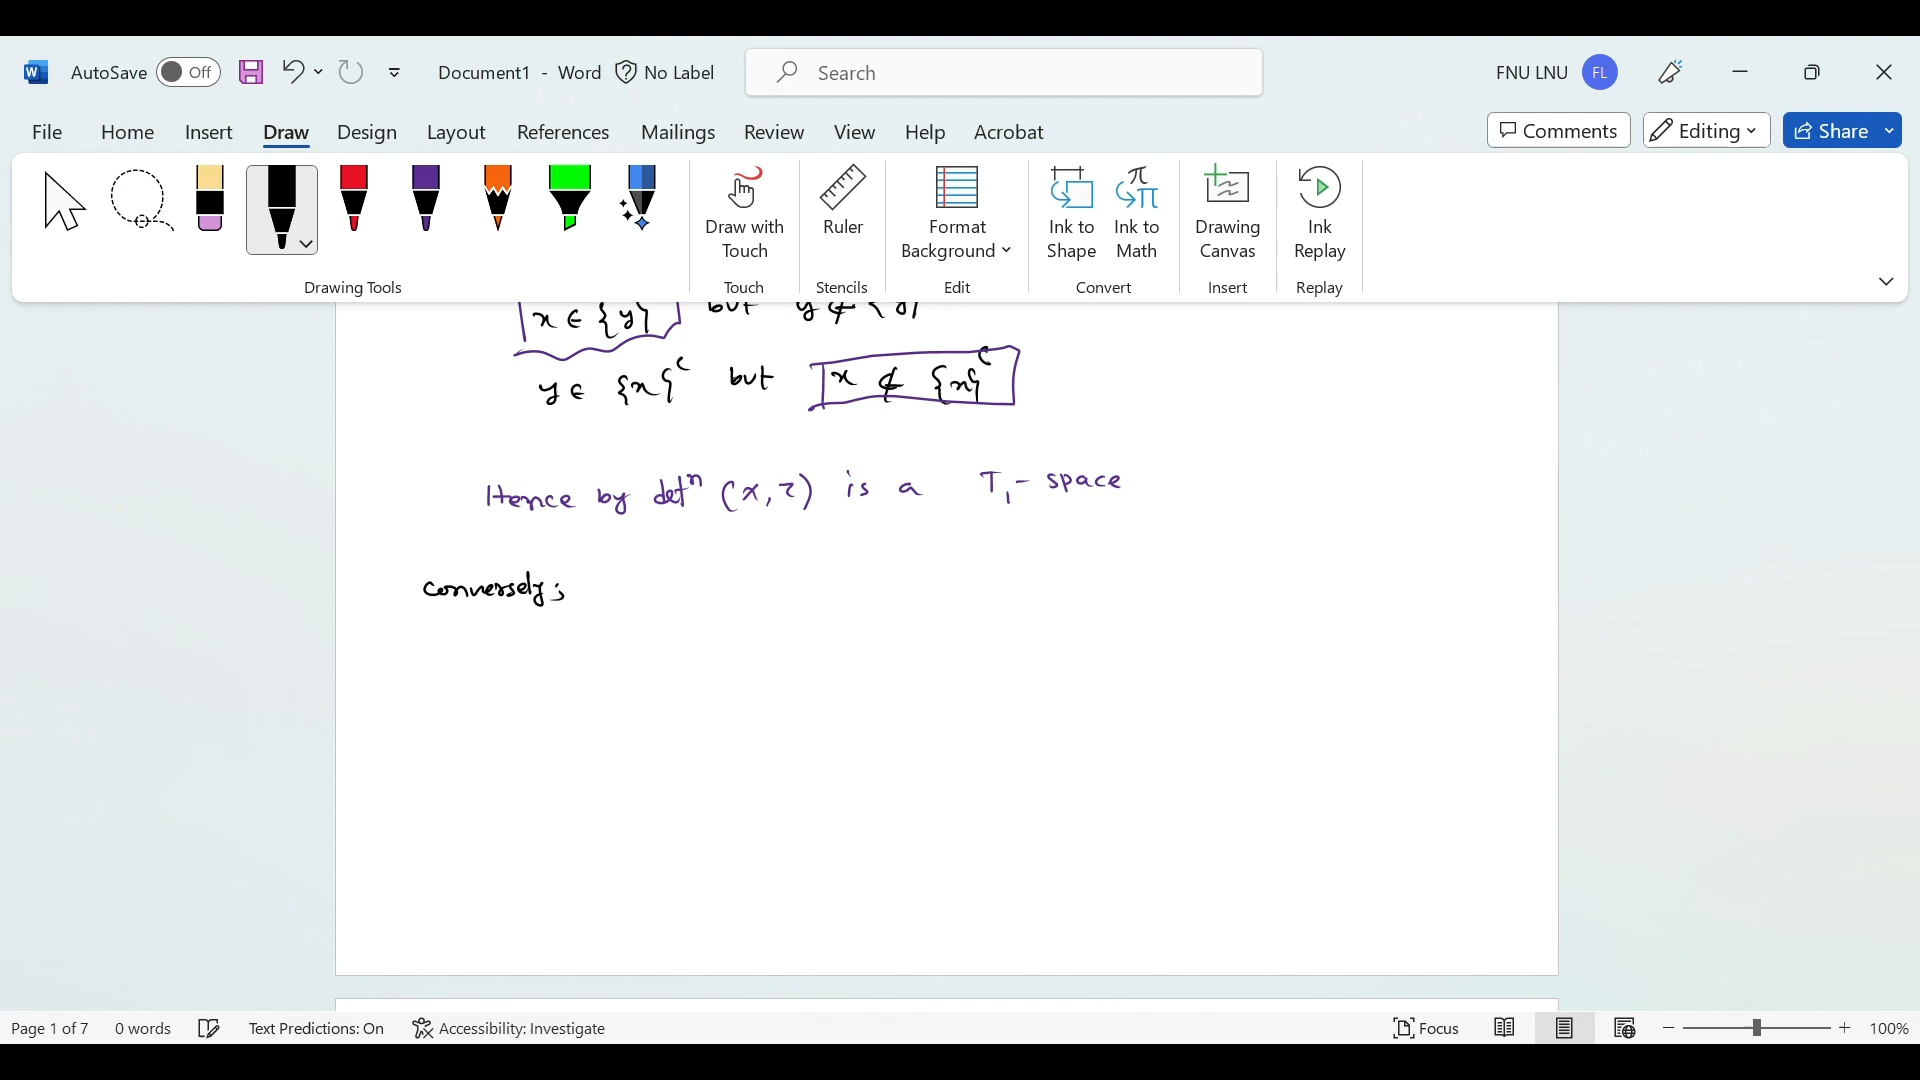 AutoSave Off Document1 - Word No Label Search FNU LNU FL
File Home Insert Draw Design Layout References Mailings Review View Help Acrobat Comments Editing Share
Draw with Touch Ruler Format Background Ink to Shape Ink to Math Drawing Canvas Ink Replay
Drawing Tools Touch Stencils Edit Convert Insert Replay
x ∈ {y} but y ∉ {y}
y ∈ {x}ᶜ but x ∉ {x}ᶜ
Hence by defⁿ (X, τ) is a T₁ - space
conversely ;
Page 1 of 7 0 words Text Predictions: On Accessibility: Investigate Focus 100%